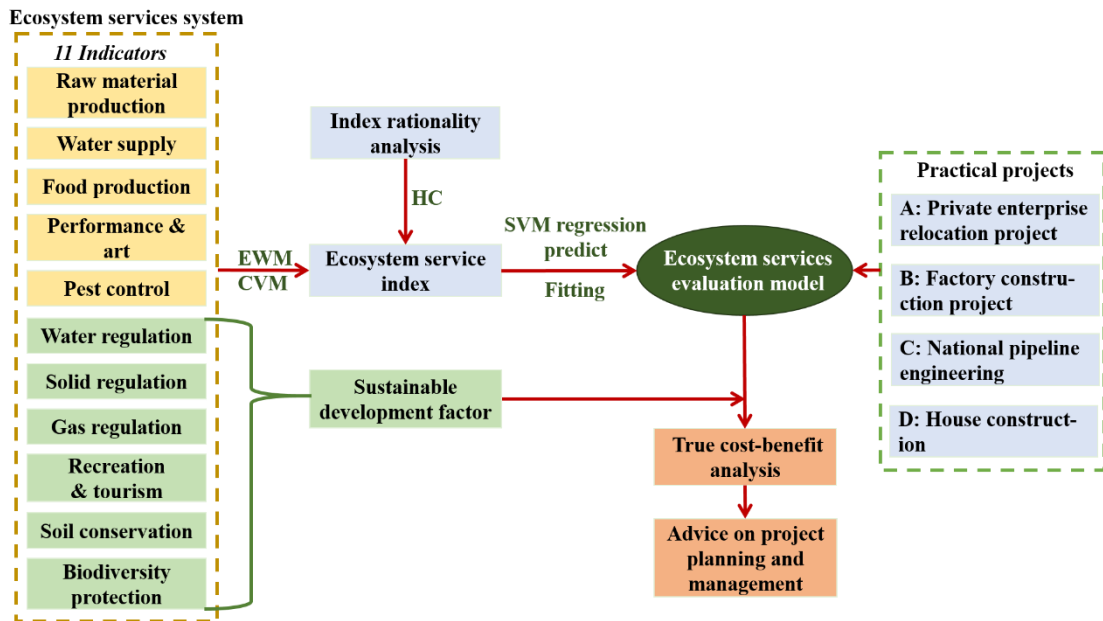 Ecosystem services system
11 Indicators
Raw material
production
Water supply
Food production
Performance &
art
Pest control
Water regulation
Solid regulation
Gas regulation
Recreation
& tourism
Soil conservation
Biodiversity
protection
EWM
CVM
Index rationality
analysis
HC
Ecosystem service
index
Sustainable
development factor
SVM regression
predict
Fitting
Ecosystem services
evaluation model
True cost-benefit
analysis
Advice on project
planning and
management
Practical projects
A: Private enterprise
relocation project
B: Factory constru-
ction project
C: National pipeline
engineering
D: House construct-
ion